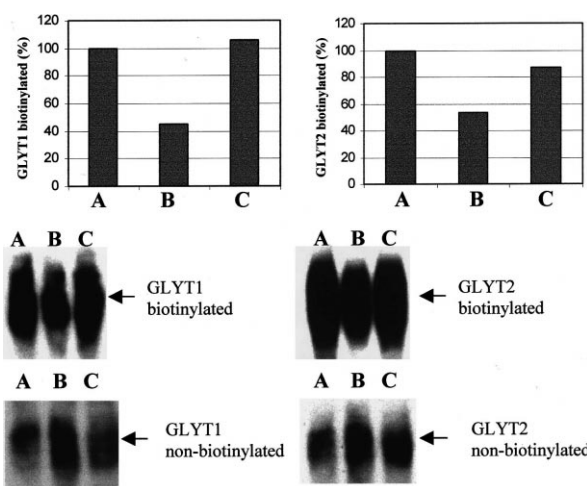 GLYT1 biotinylated (%)
120
100
80
60
40
20
0
A B C
GLYT2 biotinylated (%)
120
100
80
60
40
20
0
A B C
A B C
GLYT1
biotinylated
A B C
GLYT2
biotinylated
A B C
GLYT1
non-biotinylated
A B C
GLYT2
non-biotinylated